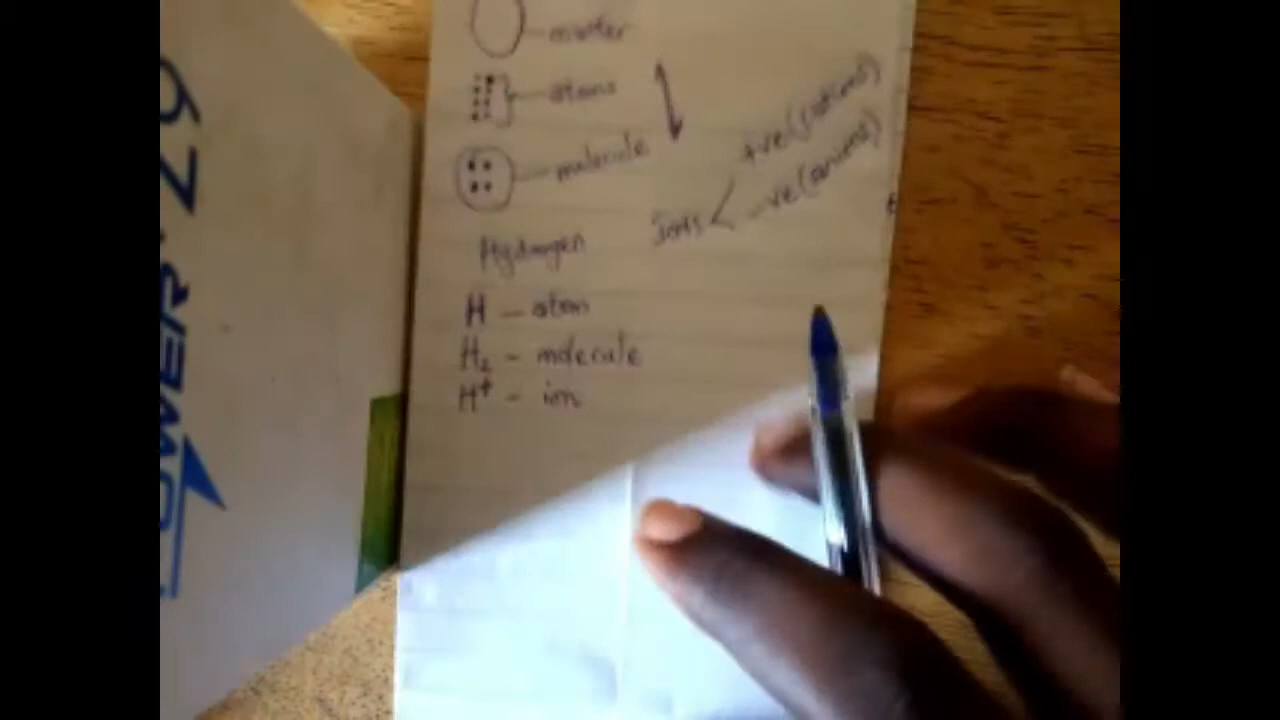 matter
atoms
molecule
+ve(cations)
-ve(anions)
ions
Hydrogen
H - atom
H₂ - molecule
H⁺ - ion